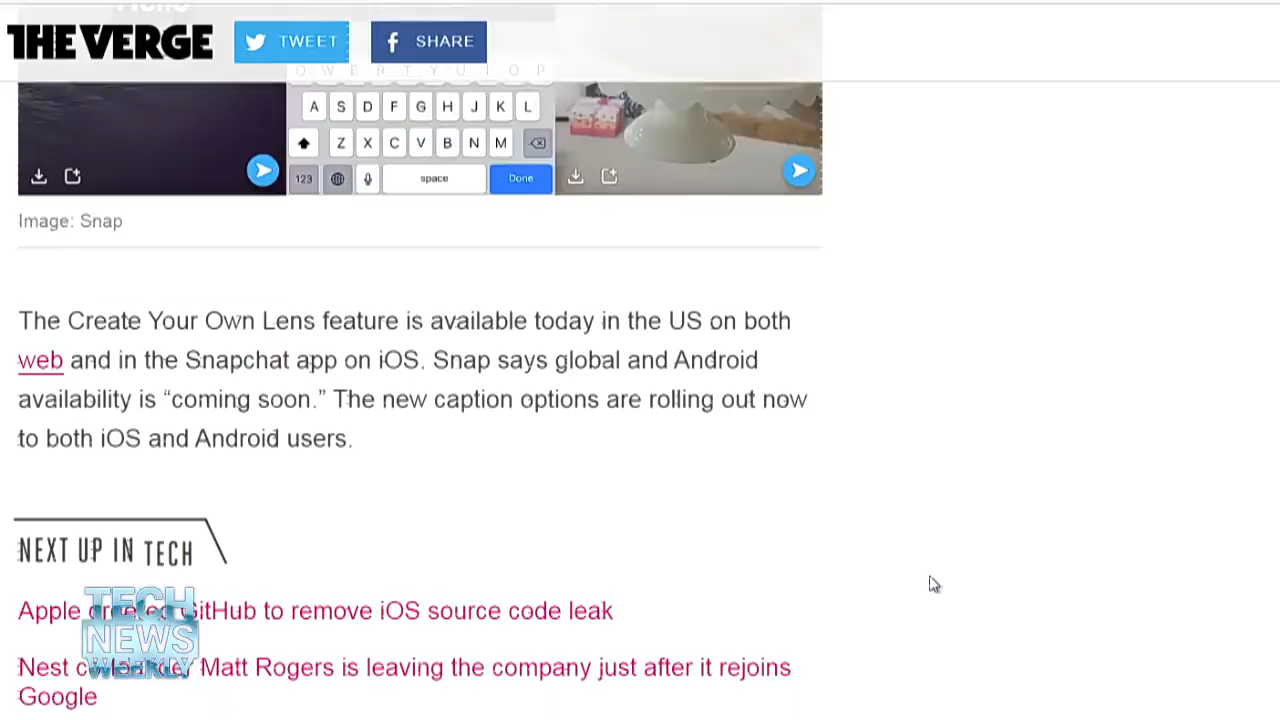 THE VERGE
TWEET
SHARE
Q W E R T Y U I O P
A S D F G H J K L
Z X C V B N M
123 space Done
Image: Snap
The Create Your Own Lens feature is available today in the US on both
web and in the Snapchat app on iOS. Snap says global and Android
availability is “coming soon.” The new caption options are rolling out now
to both iOS and Android users.
NEXT UP IN TECH
Apple GitHub to remove iOS source code leak
Nest Matt Rogers is leaving the company just after it rejoins
Google
TECH
NEWS
WEEKLY